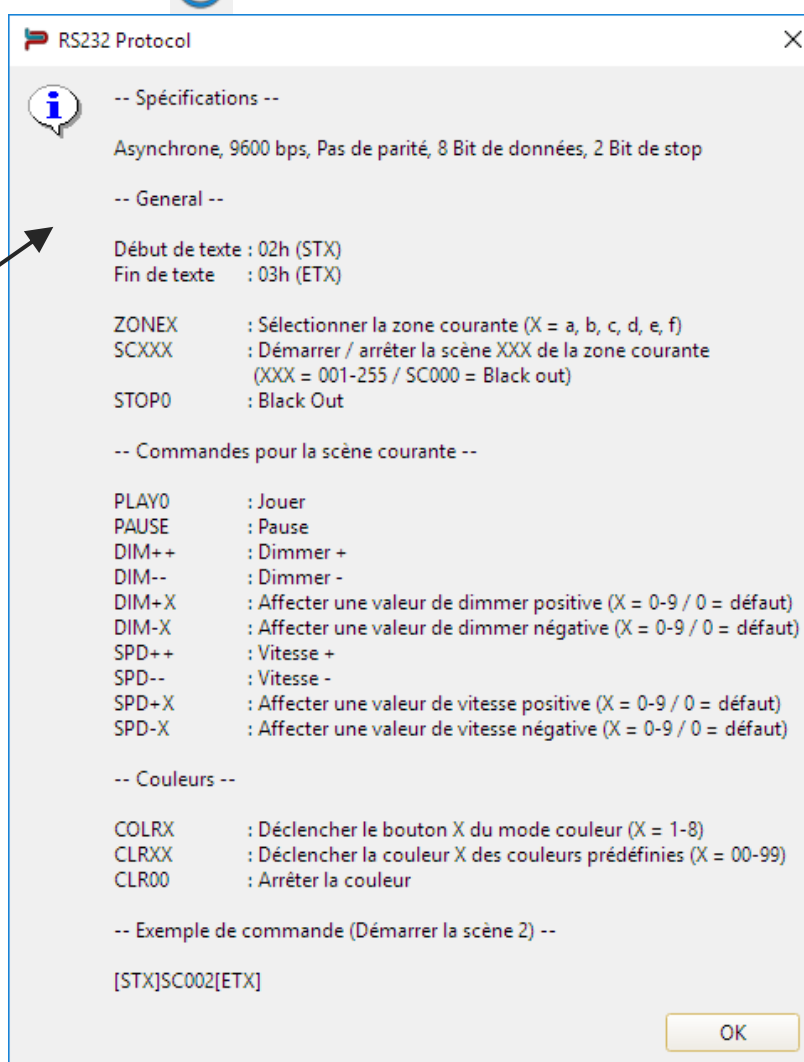 RS232 Protocol
-- Spécifications --
Asynchrone, 9600 bps, Pas de parité, 8 Bit de données, 2 Bit de stop
-- General --
Début de texte : 02h (STX)
Fin de texte : 03h (ETX)
ZONEX : Sélectionner la zone courante (X = a, b, c, d, e, f)
SCXXX : Démarrer / arrêter la scène XXX de la zone courante
(XXX = 001-255 / SC000 = Black out)
STOP0 : Black Out
-- Commandes pour la scène courante --
PLAY0 : Jouer
PAUSE : Pause
DIM++ : Dimmer +
DIM-- : Dimmer -
DIM+X : Affecter une valeur de dimmer positive (X = 0-9 / 0 = défaut)
DIM-X : Affecter une valeur de dimmer négative (X = 0-9 / 0 = défaut)
SPD++ : Vitesse +
SPD-- : Vitesse -
SPD+X : Affecter une valeur de vitesse positive (X = 0-9 / 0 = défaut)
SPD-X : Affecter une valeur de vitesse négative (X = 0-9 / 0 = défaut)
-- Couleurs --
COLRX : Déclencher le bouton X du mode couleur (X = 1-8)
CLRXX : Déclencher la couleur X des couleurs prédéfinies (X = 00-99)
CLR00 : Arrêter la couleur
-- Exemple de commande (Démarrer la scène 2) --
[STX]SC002[ETX]
OK